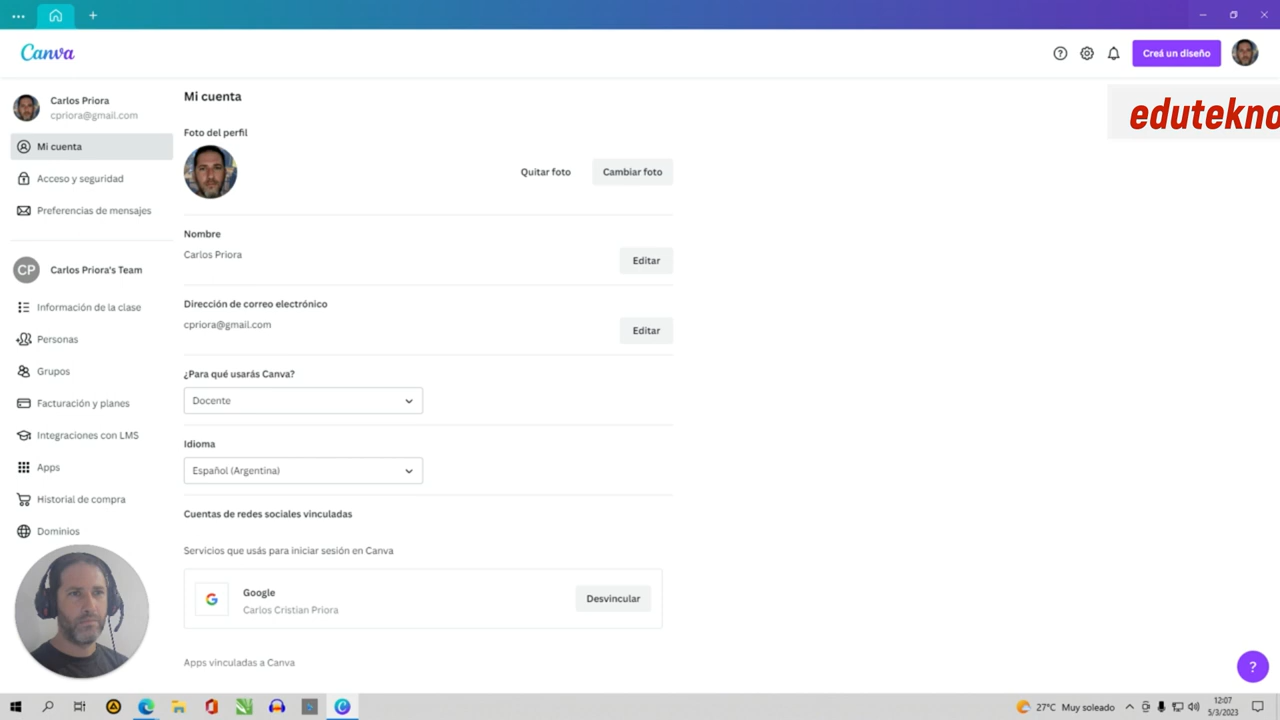 Canva
Creá un diseño
edutekno
Carlos Priora
cpriora@gmail.com
Mi cuenta
Acceso y seguridad
Preferencias de mensajes
CP
Carlos Priora's Team
Información de la clase
Personas
Grupos
Facturación y planes
Integraciones con LMS
Apps
Historial de compra
Dominios
Mi cuenta
Foto del perfil
Quitar foto
Cambiar foto
Nombre
Carlos Priora
Editar
Dirección de correo electrónico
cpriora@gmail.com
Editar
¿Para qué usarás Canva?
Docente
Idioma
Español (Argentina)
Cuentas de redes sociales vinculadas
Servicios que usás para iniciar sesión en Canva
Google
Carlos Cristian Priora
Desvincular
Apps vinculadas a Canva
?
27°C Muy soleado
12:07
5/3/2023